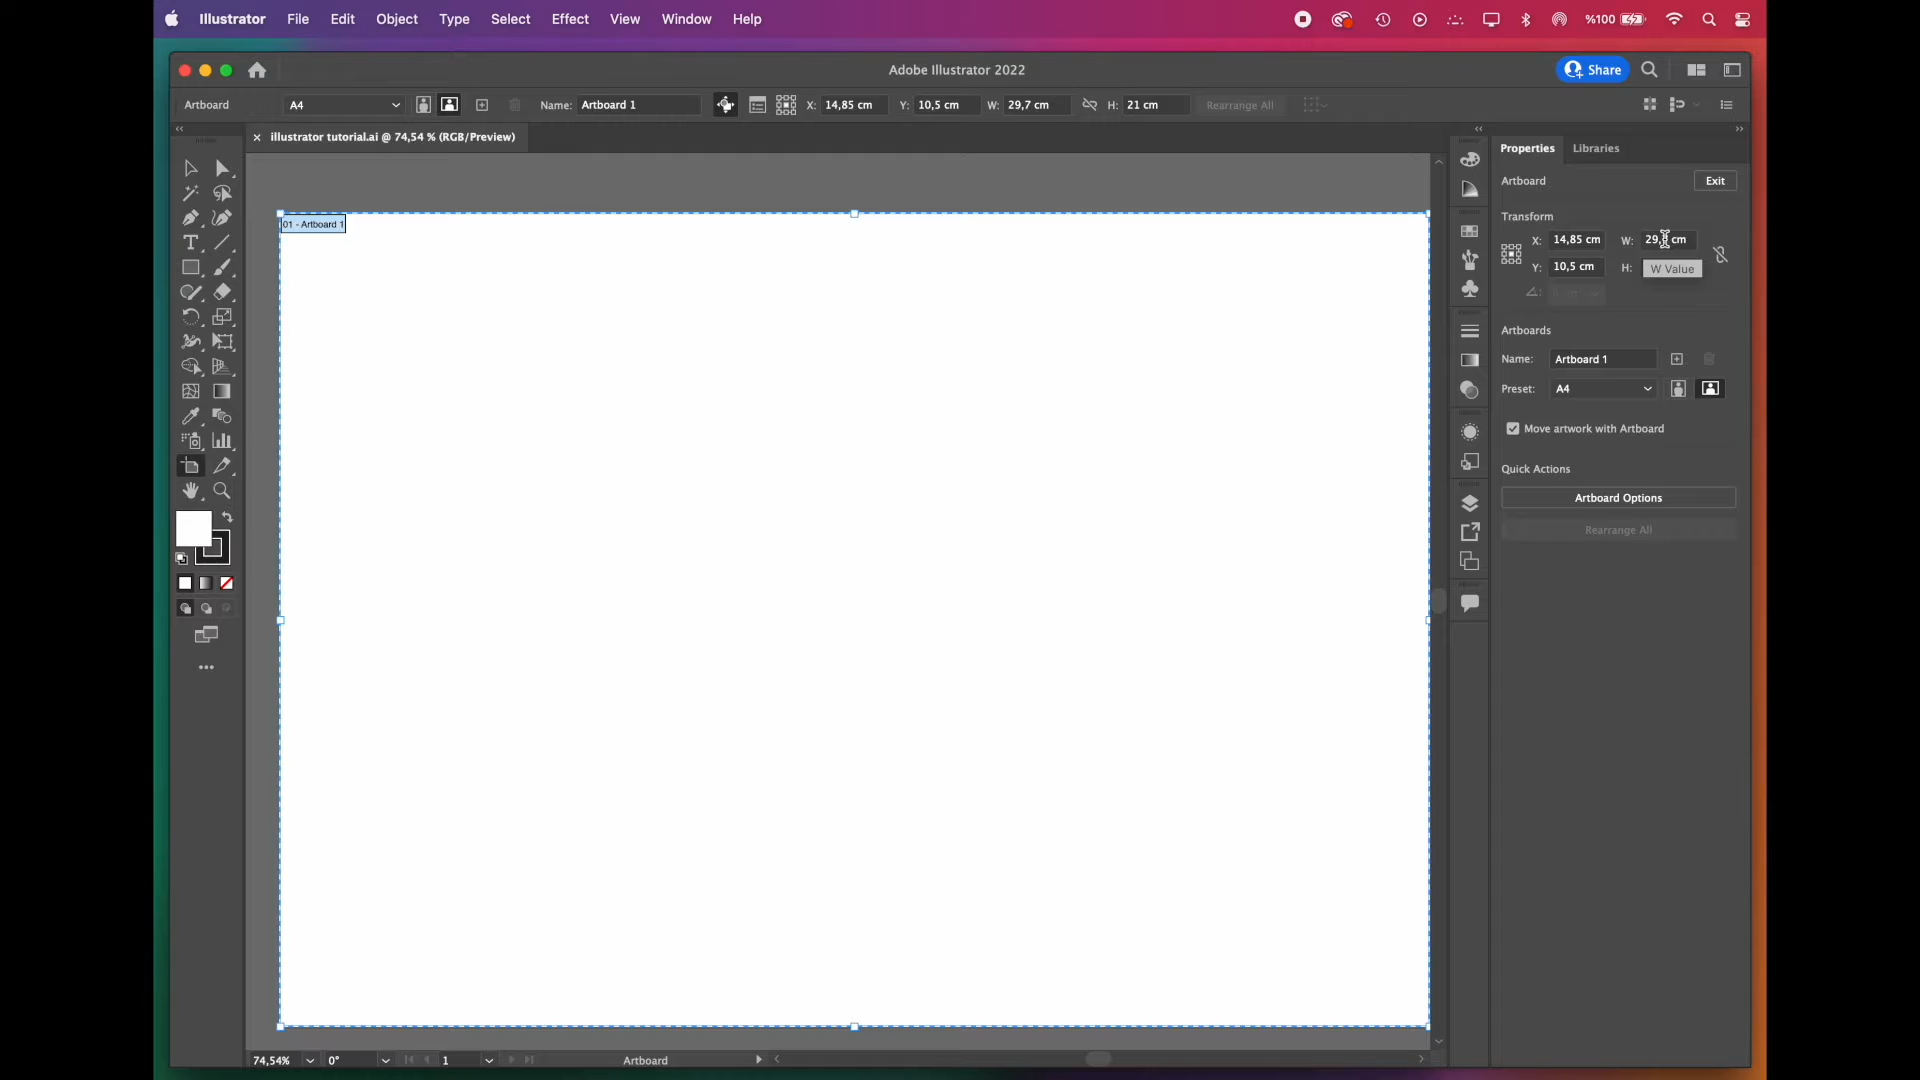 Illustrator File Edit Object Type Select Effect View Window Help %100
Adobe Illustrator 2022 Share
Artboard A4 Name: Artboard 1 X: 14,85 cm Y: 10,5 cm W: 29,7 cm H: 21 cm Rearrange All
illustrator tutorial.ai @ 74,54 % (RGB/Preview)
Properties Libraries
Artboard Exit
Transform
01 - Artboard 1
X: 14,85 cm W: 29, cm
Y: 10,5 cm H: W Value
Artboards
Name: Artboard 1
Preset: A4
Move artwork with Artboard
Quick Actions
Artboard Options
Rearrange All
74,54% 0° 1 Artboard